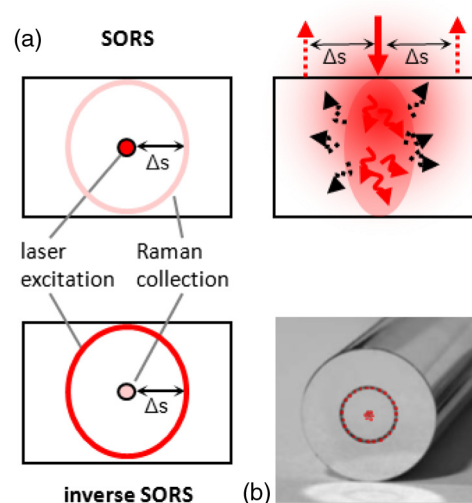 (a)
SORS
Δs
Δs
Δs
laser
excitation
Raman
collection
Δs
inverse SORS
(b)